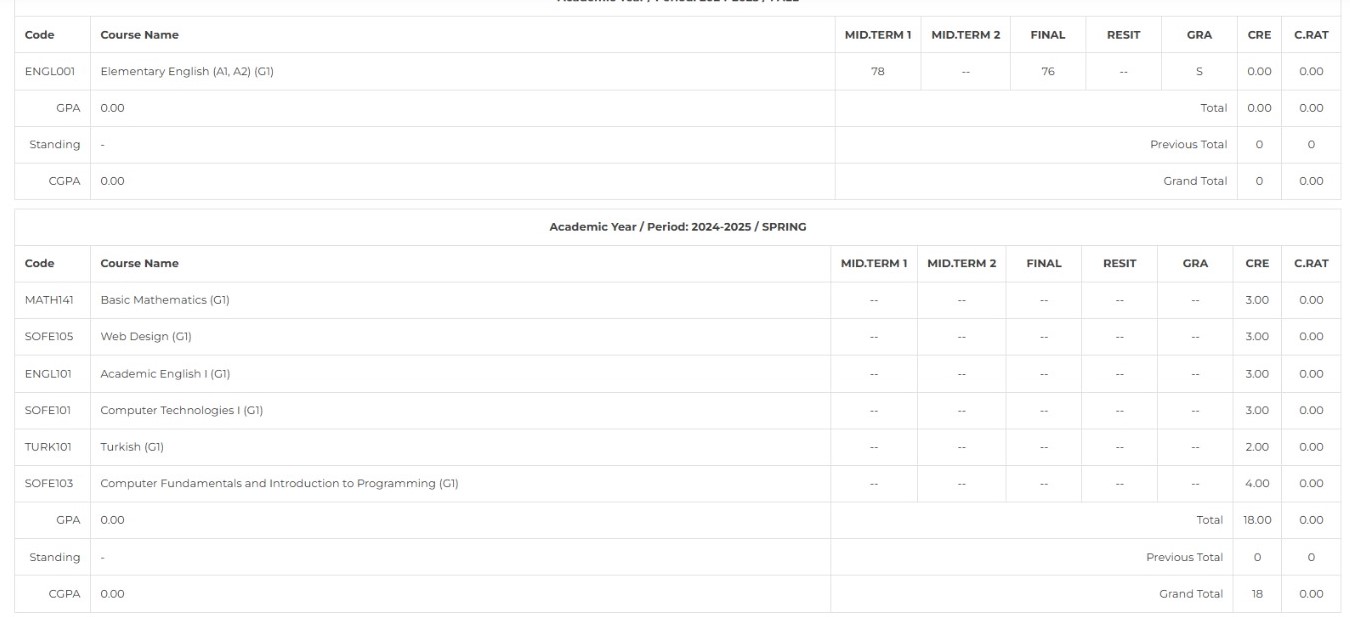 Academic Year / Period: 2024-2025 / FALL
Code Course Name MID.TERM 1 MID.TERM 2 FINAL RESIT GRA CRE C.RAT
ENGL001 Elementary English (A1, A2) (G1) 78 -- 76 -- S 0.00 0.00
GPA 0.00 Total 0.00 0.00
Standing - Previous Total 0 0
CGPA 0.00 Grand Total 0 0.00
Academic Year / Period: 2024-2025 / SPRING
Code Course Name MID.TERM 1 MID.TERM 2 FINAL RESIT GRA CRE C.RAT
MATH141 Basic Mathematics (G1) -- -- -- -- -- 3.00 0.00
SOFE105 Web Design (G1) -- -- -- -- -- 3.00 0.00
ENGL101 Academic English I (G1) -- -- -- -- -- 3.00 0.00
SOFE101 Computer Technologies I (G1) -- -- -- -- -- 3.00 0.00
TURK101 Turkish (G1) -- -- -- -- -- 2.00 0.00
SOFE103 Computer Fundamentals and Introduction to Programming (G1) -- -- -- -- -- 4.00 0.00
GPA 0.00 Total 18.00 0.00
Standing - Previous Total 0 0
CGPA 0.00 Grand Total 18 0.00